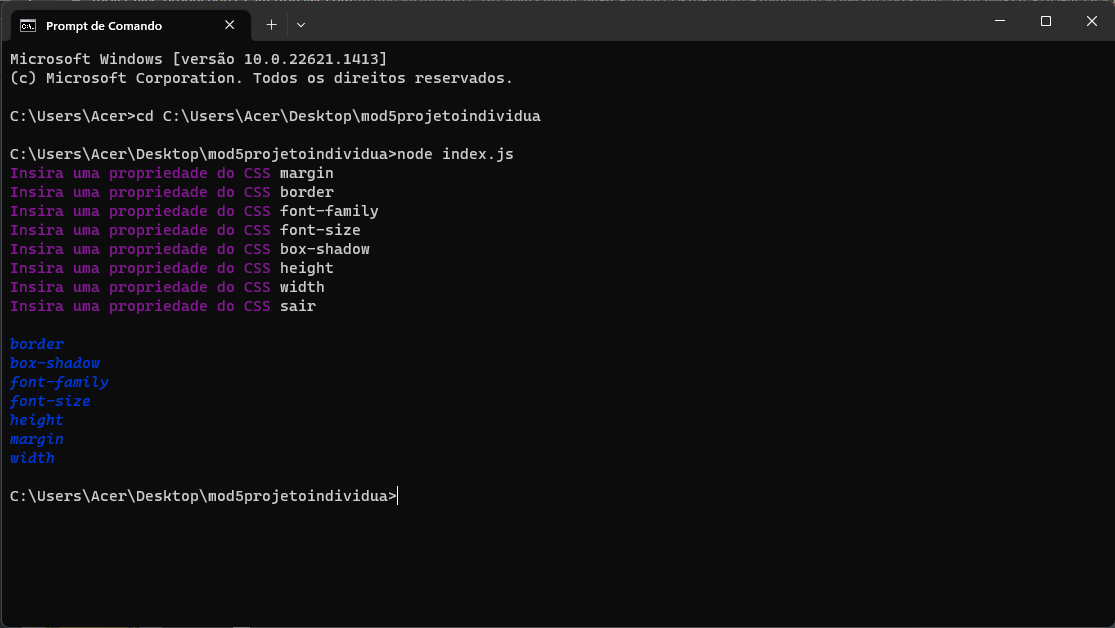 Prompt de Comando
Microsoft Windows [versão 10.0.22621.1413]
(c) Microsoft Corporation. Todos os direitos reservados.
C:\Users\Acer>cd C:\Users\Acer\Desktop\mod5projetoindividua
C:\Users\Acer\Desktop\mod5projetoindividua>node index.js
Insira uma propriedade do CSS margin
Insira uma propriedade do CSS border
Insira uma propriedade do CSS font-family
Insira uma propriedade do CSS font-size
Insira uma propriedade do CSS box-shadow
Insira uma propriedade do CSS height
Insira uma propriedade do CSS width
Insira uma propriedade do CSS sair
border
box-shadow
font-family
font-size
height
margin
width
C:\Users\Acer\Desktop\mod5projetoindividua>